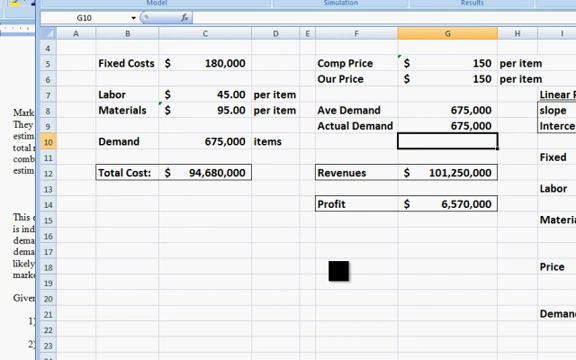 Model Simulation Results
G10 fx
A B C D E F G H I
4
5 Fixed Costs $ 180,000 Comp Price $ 150 per item
6 Our Price $ 150 per item
7 Labor $ 45.00 per item Linear
8 Materials $ 95.00 per item Ave Demand 675,000 slope
9 Actual Demand 675,000
10 Demand 675,000 items
11 Fixed
12 Total Cost: $ 94,680,000 Revenues $ 101,250,000
13 Labor
14 Profit $ 6,570,000
15
16
17
18 Price
19
20
21
22
23
Mark
They
estim
total
comb
estim
This e
is ind
dema
dema
likely
marke
Given
1)
2)